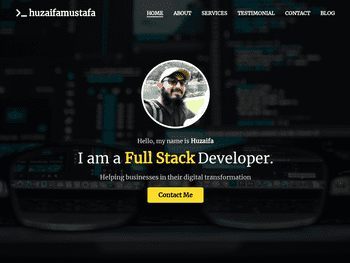 >_ huzaifamustafa
HOME ABOUT SERVICES TESTIMONIAL CONTACT BLOG
Hello, my name is Huzaifa
I am a Full Stack Developer.
Helping businesses in their digital transformation
Contact Me